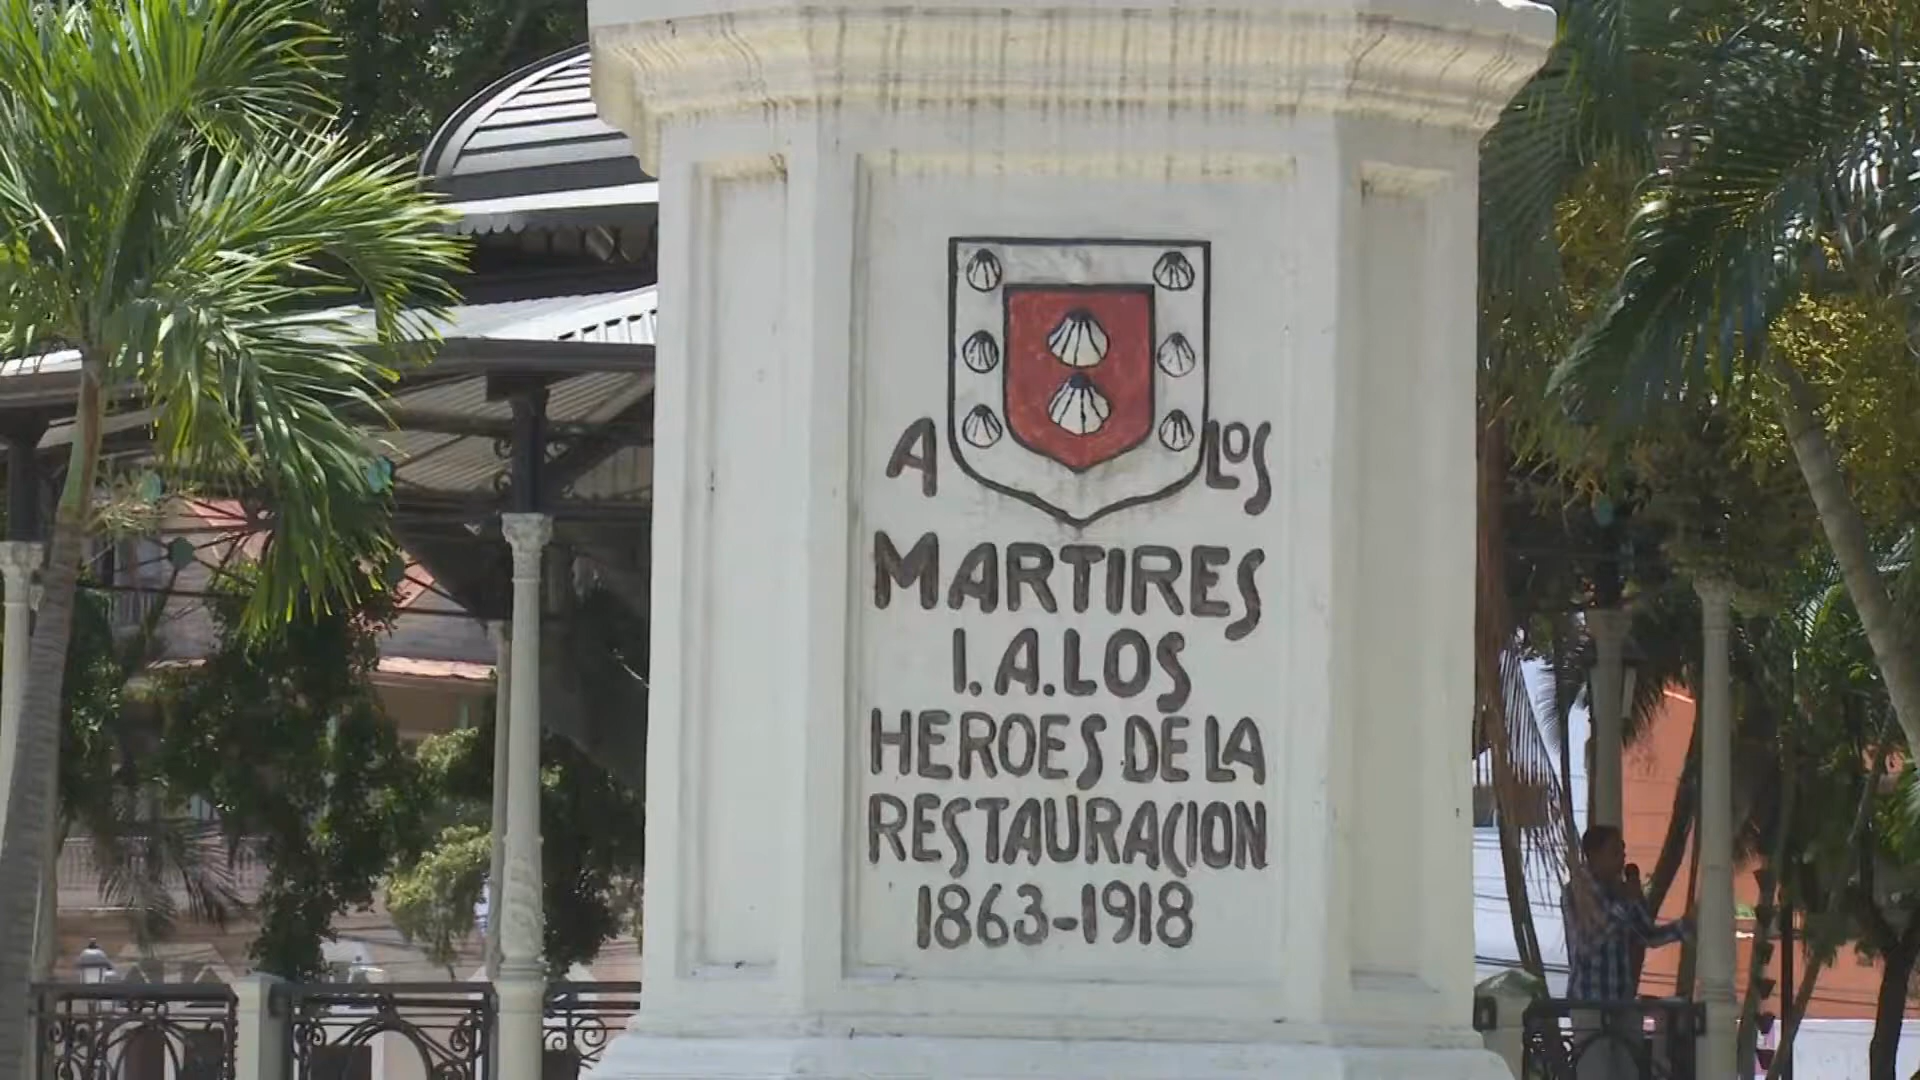 A LOS
MARTIRES
I.A.LOS
HEROES DE LA
RESTAURACION
1863-1918